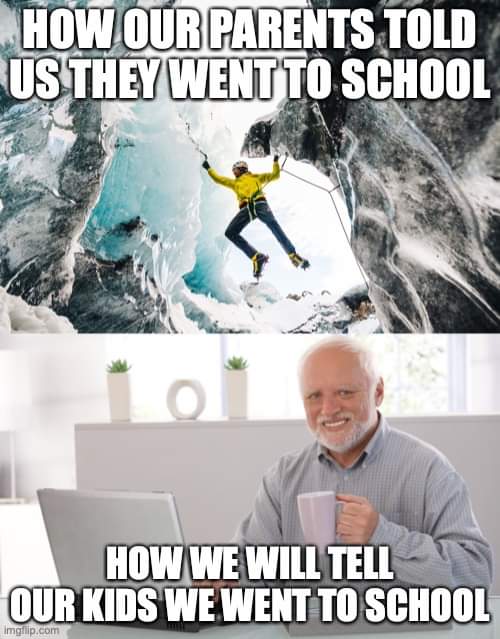 HOW OUR PARENTS TOLD
US THEY WENT TO SCHOOL
HOW WE WILL TELL
OUR KIDS WE WENT TO SCHOOL
imgflip.com